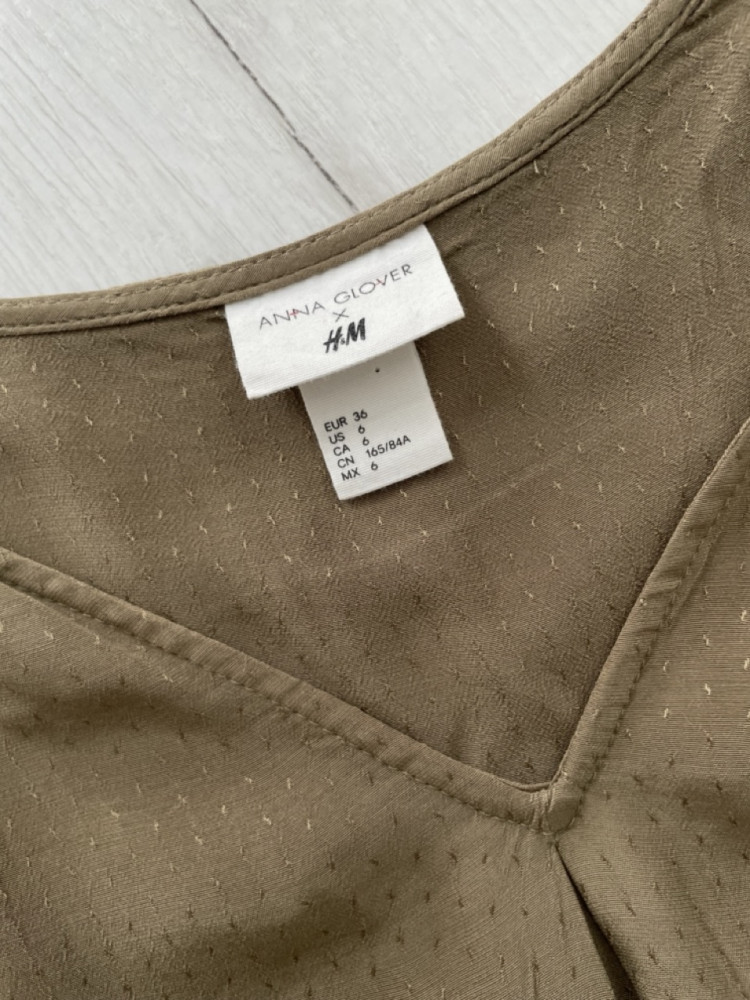 ANNA GLOVER
X
H&M
EUR 36
US 6
CA 6
CN 165/84A
MX 6